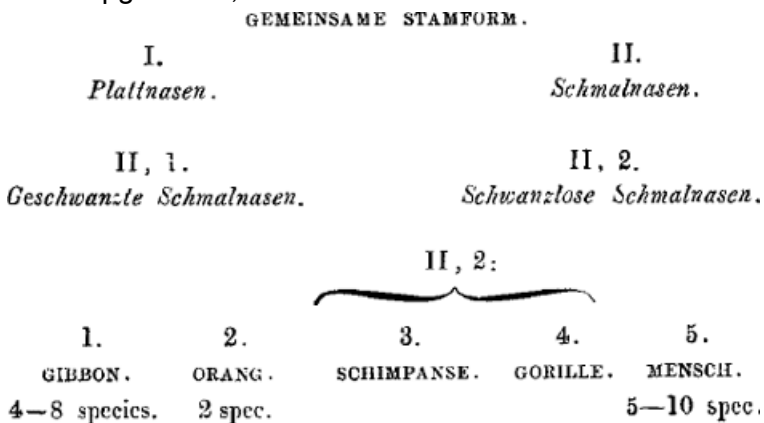 GEMEINSAME STAMFORM.
I. II.
Plattnasen. Schmalnasen.
II, 1. II, 2.
Geschwanzte Schmalnasen. Schwanzlose Schmalnasen.
II, 2:
1. 2. 3. 4. 5.
GIBBON. ORANG. SCHIMPANSE. GORILLE. MENSCH.
4—8 species. 2 spec. 5—10 spec.